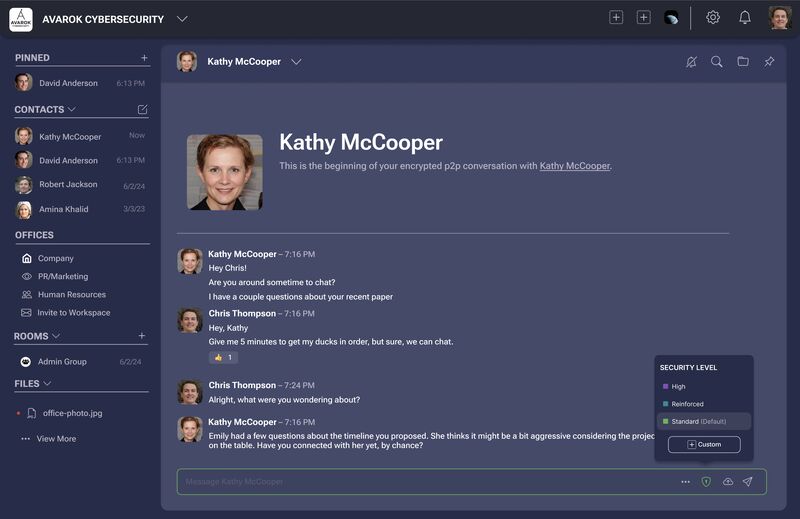 AVAROK
CYBERSECURITY
AVAROK CYBERSECURITY
PINNED
David Anderson 6:13 PM
CONTACTS
Kathy McCooper Now
David Anderson 6:13 PM
Robert Jackson 6/2/24
Amina Khalid 3/3/23
OFFICES
Company
PR/Marketing
Human Resources
Invite to Workspace
ROOMS
Admin Group 6/2/24
FILES
office-photo.jpg
View More
Kathy McCooper
Kathy McCooper
This is the beginning of your encrypted p2p conversation with Kathy McCooper.
Kathy McCooper – 7:16 PM
Hey Chris!
Are you around sometime to chat?
I have a couple questions about your recent paper
Chris Thompson – 7:16 PM
Hey, Kathy
Give me 5 minutes to get my ducks in order, but sure, we can chat.
👍 1
Chris Thompson – 7:24 PM
Alright, what were you wondering about?
Kathy McCooper – 7:16 PM
Emily had a few questions about the timeline you proposed. She thinks it might be a bit aggressive considering the projec
on the table. Have you connected with her yet, by chance?
SECURITY LEVEL
High
Reinforced
Standard (Default)
Custom
Message Kathy McCooper